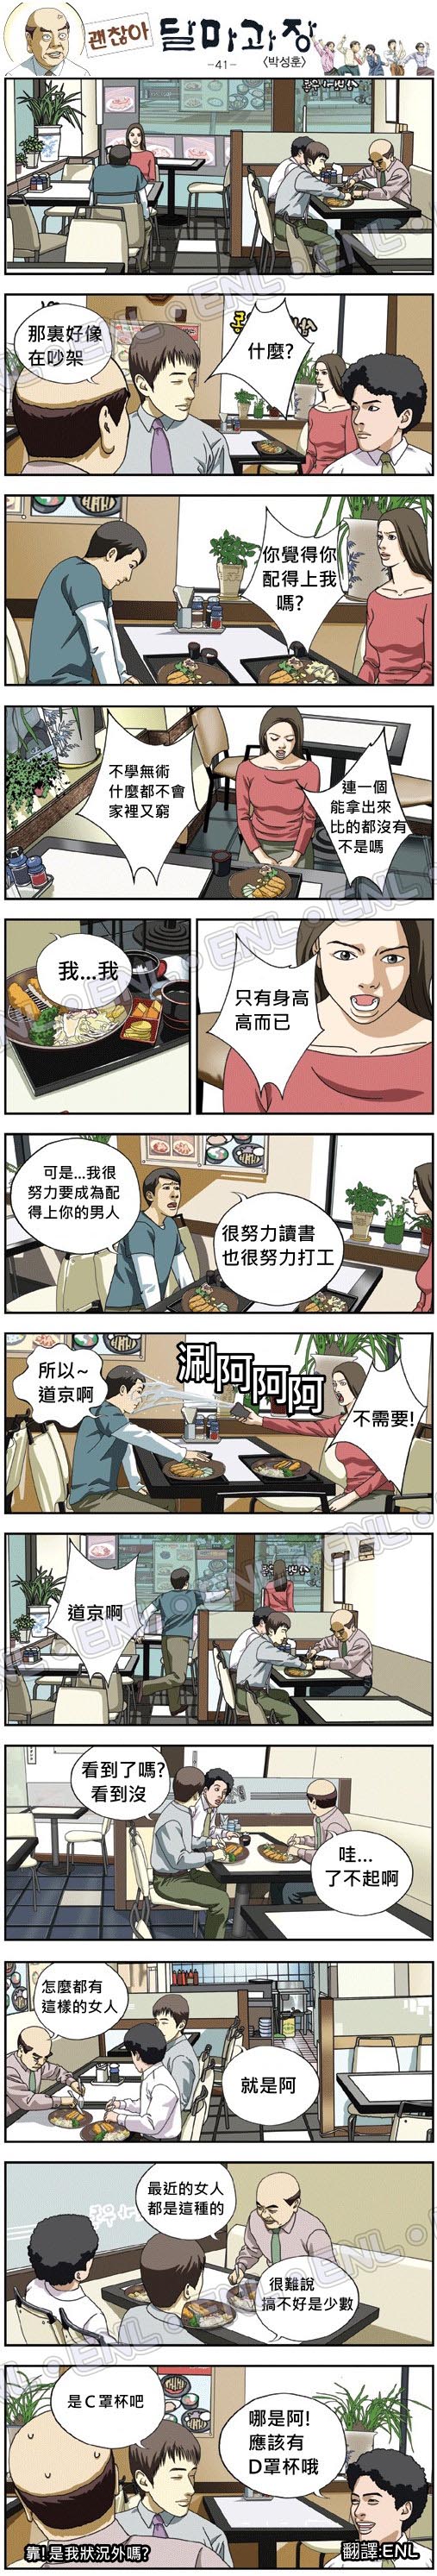 괜찮아
달마과장
-41-
<박성훈>
那裏好像
在吵架
什麼?
你覺得你
配得上我
嗎?
不學無術
什麼都不會
家裡又窮
連一個
能拿出來
比的都沒有
不是嗎
我...我
只有身高
高而已
可是...我很
努力要成為配
得上你的男人
很努力讀書
也很努力打工
所以~
道京啊
涮阿阿阿
不需要!
道京啊
看到了嗎?
看到沒
哇...
了不起啊
怎麼都有
這樣的女人
就是阿
最近的女人
都是這種的
很難說
搞不好是少數
是C罩杯吧
哪是阿!
應該有
D罩杯哦
靠!是我狀況外嗎?
翻譯:ENL